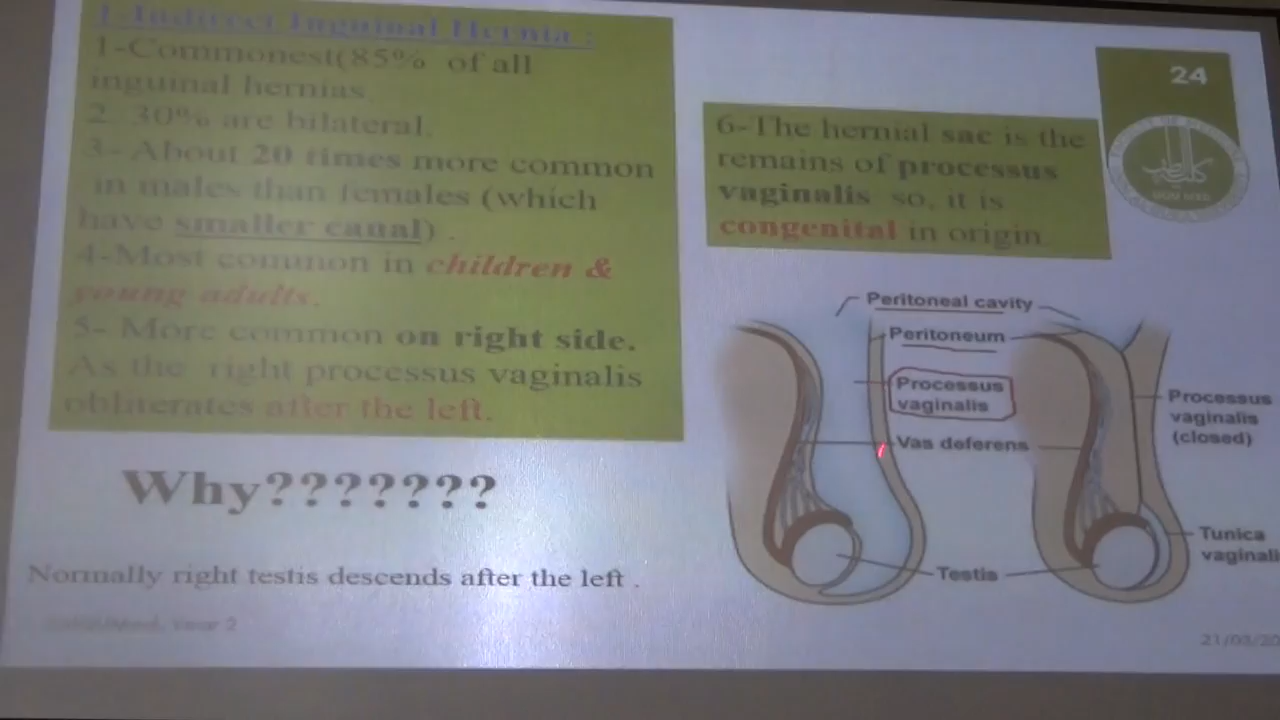 1-Indirect Inguinal Hernia :
1-Commonest(85% of all
inguinal hernias.
2. 30% are bilateral.
3- About 20 times more common
in males than females (which
have smaller canal) .
4-Most common in children &
young adults.
5- More common on right side.
As the right processus vaginalis
obliterates after the left.
Why???????
Normally right testis descends after the left .
24
6-The hernial sac is the
remains of processus
vaginalis so, it is
congenital in origin.
Peritoneal cavity
Peritoneum
Processus
vaginalis
Vas deferens
Testis
Processus
vaginalis
(closed)
Tunica
vaginali
21/03/20